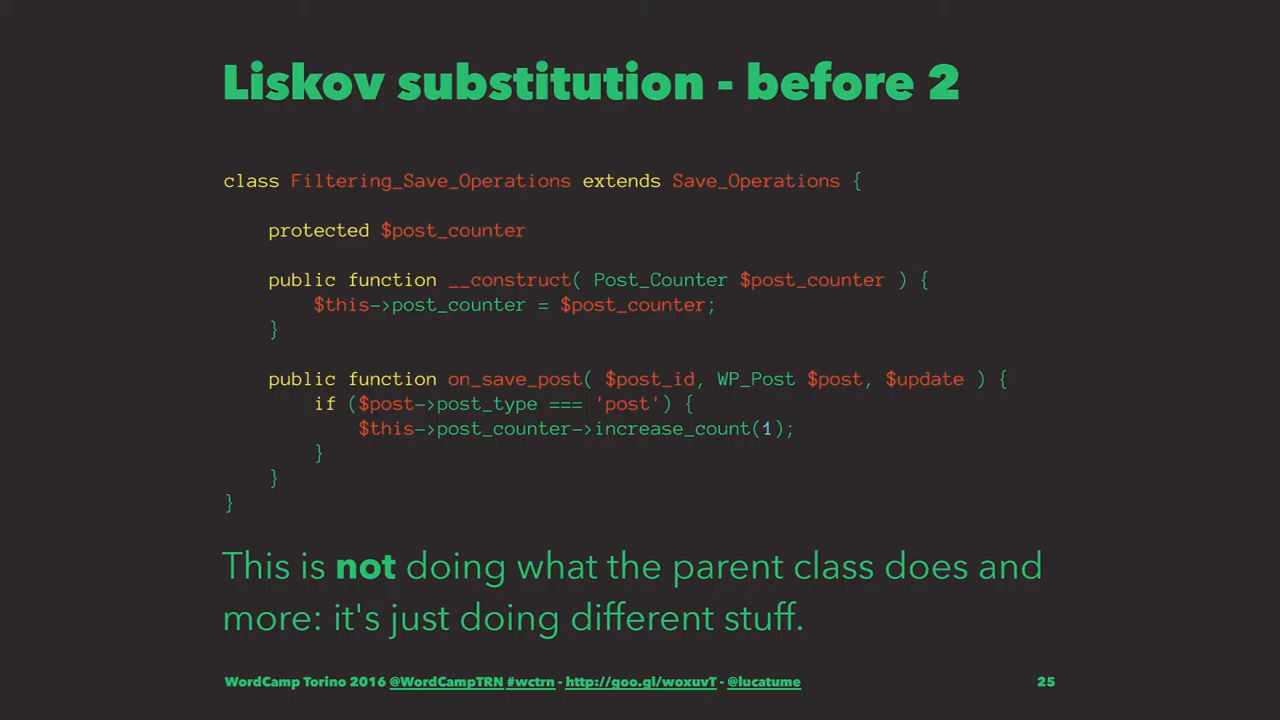 Liskov substitution - before 2
class Filtering_Save_Operations extends Save_Operations {
protected $post_counter
public function __construct( Post_Counter $post_counter ) {
$this->post_counter = $post_counter;
}
public function on_save_post( $post_id, WP_Post $post, $update ) {
if ($post->post_type === 'post') {
$this->post_counter->increase_count(1);
}
}
}
This is not doing what the parent class does and
more: it's just doing different stuff.
WordCamp Torino 2016 @WordCampTRN #wctrn - http://goo.gl/woxuvT - @lucatume 25